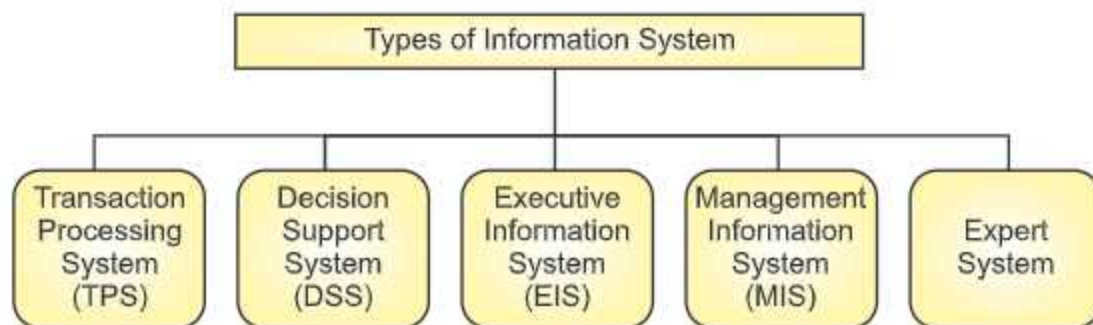 Types of Information System
Transaction
Processing
System
(TPS)
Decision
Support
System
(DSS)
Executive
Information
System
(EIS)
Management
Information
System
(MIS)
Expert
System